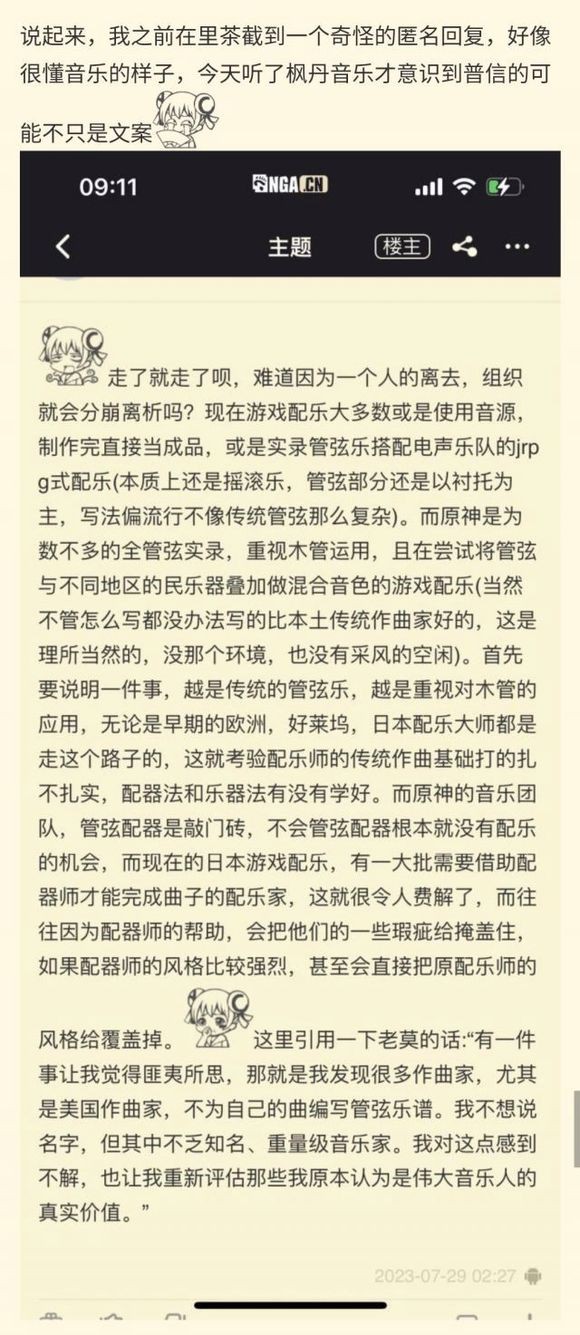 说起来，我之前在里茶截到一个奇怪的匿名回复，好像
很懂音乐的样子，今天听了枫丹音乐才意识到普信的可
能不只是文案
09:11
NGA.CN
主题
楼主
走了就走了呗，难道因为一个人的离去，组织
就会分崩离析吗？现在游戏配乐大多数或是使用音源，
制作完直接当成品，或是实录管弦乐搭配电声乐队的jrp
g式配乐(本质上还是摇滚乐，管弦部分还是以衬托为
主，写法偏流行不像传统管弦那么复杂)。而原神是为
数不多的全管弦实录，重视木管运用，且在尝试将管弦
与不同地区的民乐器叠加做混合音色的游戏配乐(当然
不管怎么写都没办法写的比本土传统作曲家好的，这是
理所当然的，没那个环境，也没有采风的空闲)。首先
要说明一件事，越是传统的管弦乐，越是重视对木管的
应用，无论是早期的欧洲，好莱坞，日本配乐大师都是
走这个路子的，这就考验配乐师的传统作曲基础打的扎
不扎实，配器法和乐器法有没有学好。而原神的音乐团
队，管弦配器是敲门砖，不会管弦配器根本就没有配乐
的机会，而现在的日本游戏配乐，有一大批需要借助配
器师才能完成曲子的配乐家，这就很令人费解了，而往
往因为配器师的帮助，会把他们的一些瑕疵给掩盖住，
如果配器师的风格比较强烈，甚至会直接把原配乐师的
风格给覆盖掉。 这里引用一下老莫的话:“有一件
事让我觉得匪夷所思，那就是我发现很多作曲家，尤其
是美国作曲家，不为自己的曲编写管弦乐谱。我不想说
名字，但其中不乏知名、重量级音乐家。我对这点感到
不解，也让我重新评估那些我原本认为是伟大音乐人的
真实价值。”
2023-07-29 02:27